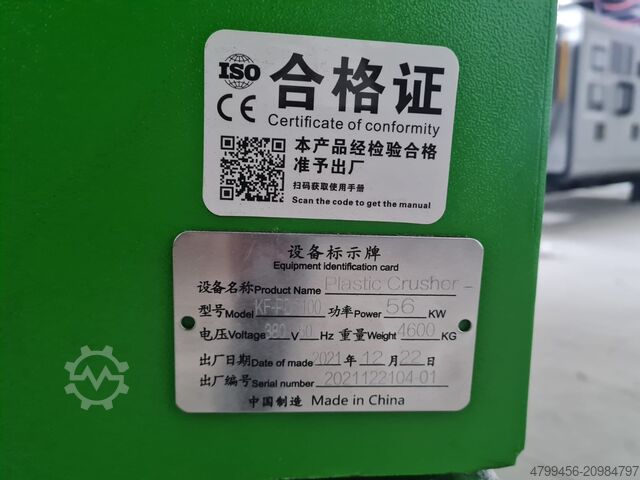 ISO
CE
合格证
Certificate of conformity
本产品经检验合格
准予出厂
扫码获取使用手册
Scan the code to get the manual
设备标示牌
Equipment identification card
设备名称Product Name Plastic Crusher
型号Model 功率Power 56 KW
电压Voltage 380 V 50 Hz 重量Weight 4600 KG
出厂日期Date of made 2021 年 12 月 22 日
出厂编号Serial number 2021122104-01
中国制造 Made in China
4799456-20984797